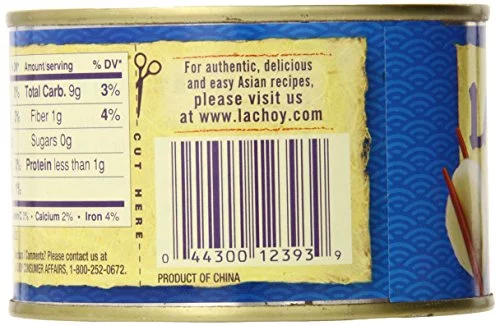 Amount/serving % DV*
Total Carb. 9g 3%
Fiber 1g 4%
Sugars 0g
Protein less than 1g
• Calcium 2% • Iron 4%
Comments? Please contact us at
CONSUMER AFFAIRS, 1-800-252-0672.
CUT HERE
For authentic, delicious
and easy Asian recipes,
please visit us
at www.lachoy.com
0 44300 12393 9
PRODUCT OF CHINA